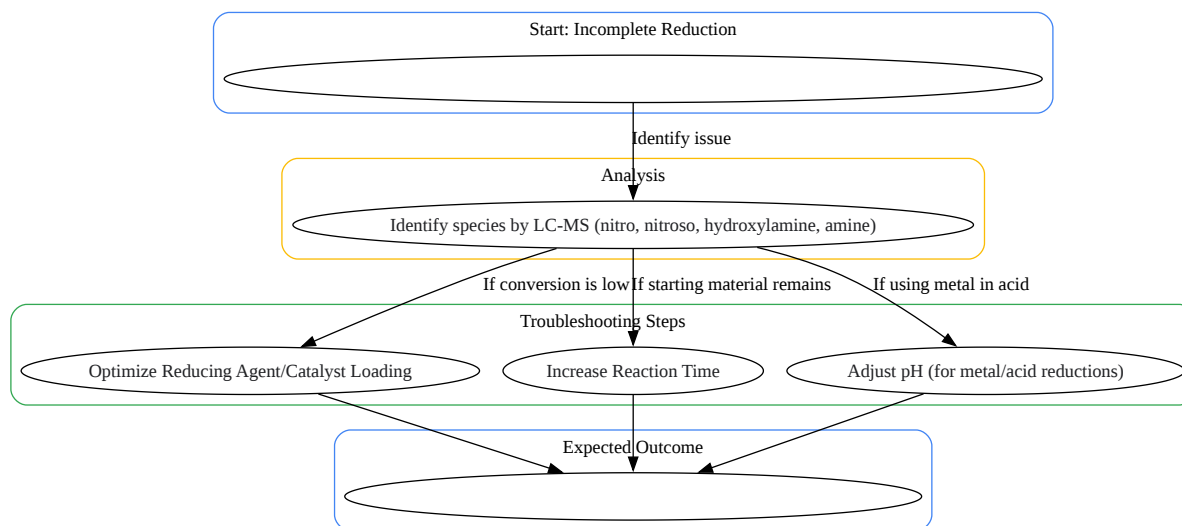 Start: Incomplete Reduction
Identify issue
Analysis
Identify species by LC-MS (nitro, nitroso, hydroxylamine, amine)
If conversion is low
If starting material remains
If using metal in acid
Troubleshooting Steps
Optimize Reducing Agent/Catalyst Loading
Increase Reaction Time
Adjust pH (for metal/acid reductions)
Expected Outcome